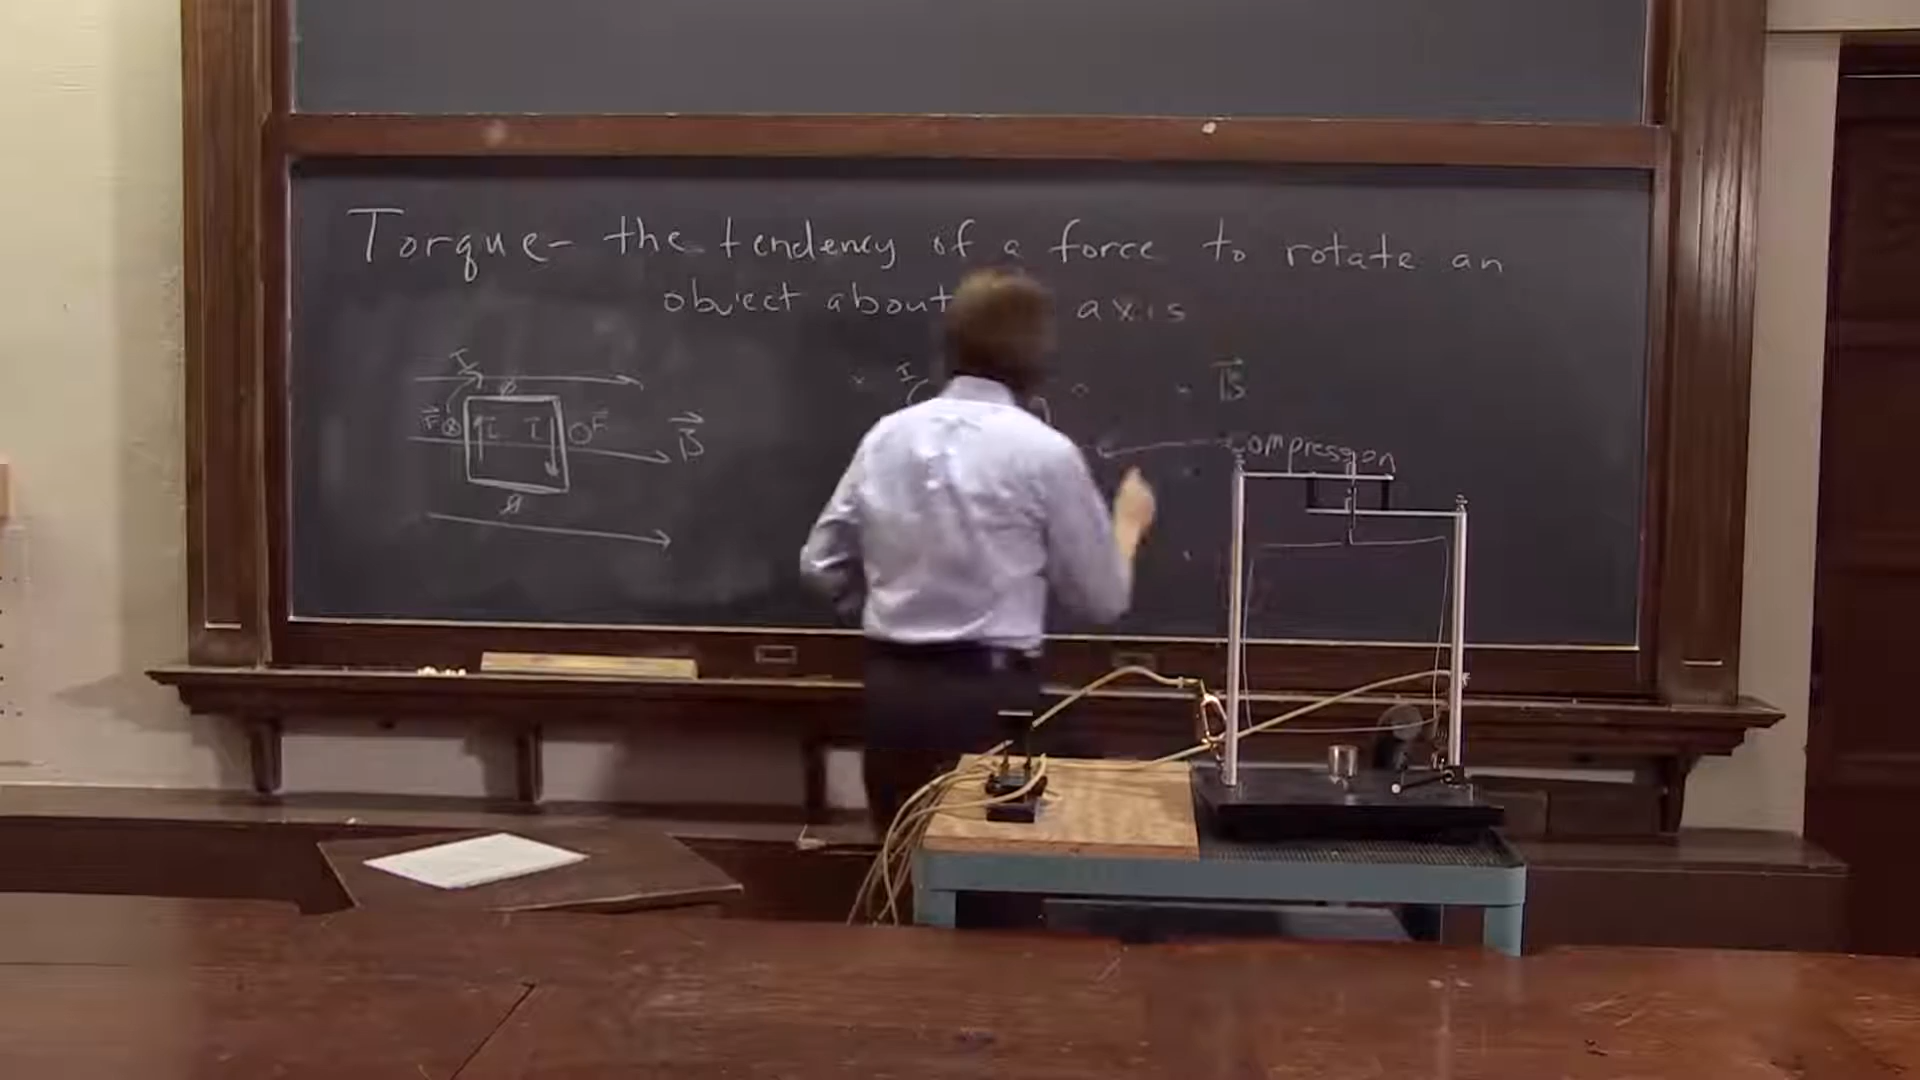 Torque- the tendency of a force to rotate an
object about axis
I
I
B
F
L
L
F
B
compression